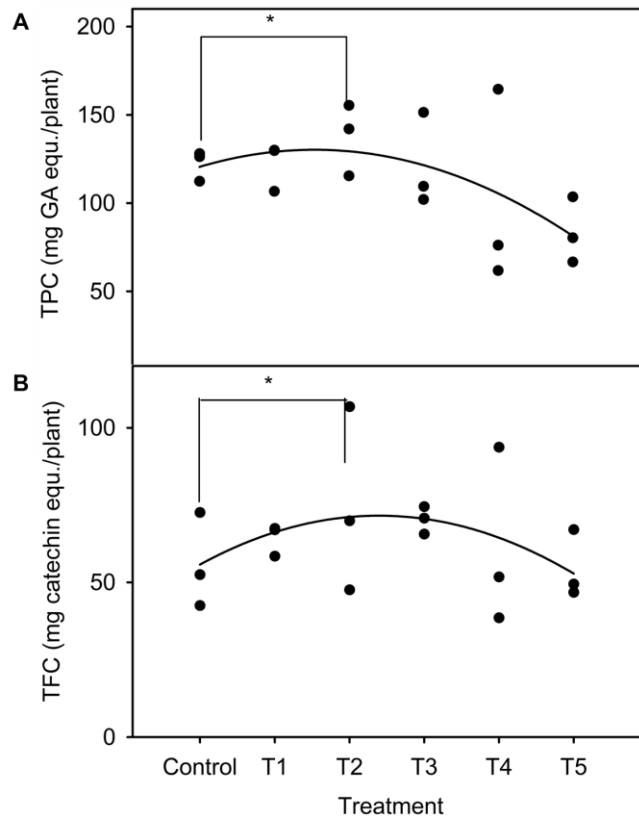 A
*
200
150
100
50
TPC (mg GA equ./plant)
B
*
100
50
0
TFC (mg catechin equ./plant)
Control T1 T2 T3 T4 T5
Treatment